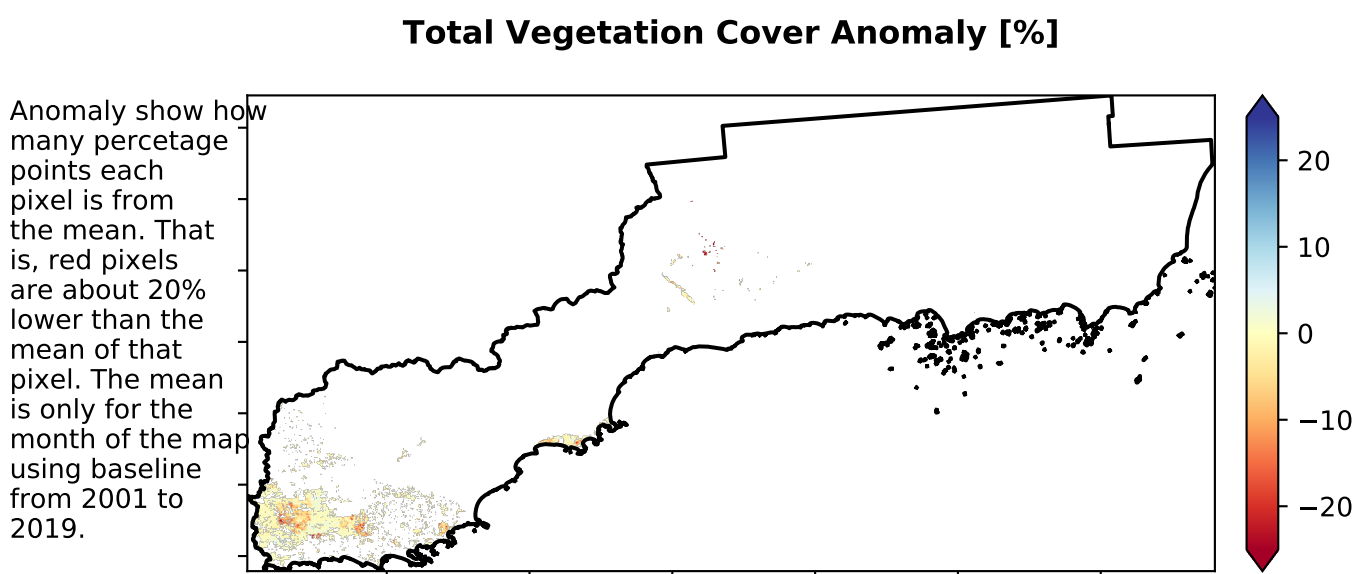 Total Vegetation Cover Anomaly [%]
Anomaly show how
many percetage
points each
pixel is from
the mean. That
is, red pixels
are about 20%
lower than the
mean of that
pixel. The mean
is only for the
month of the map
using baseline
from 2001 to
2019.
20
10
0
−10
−20